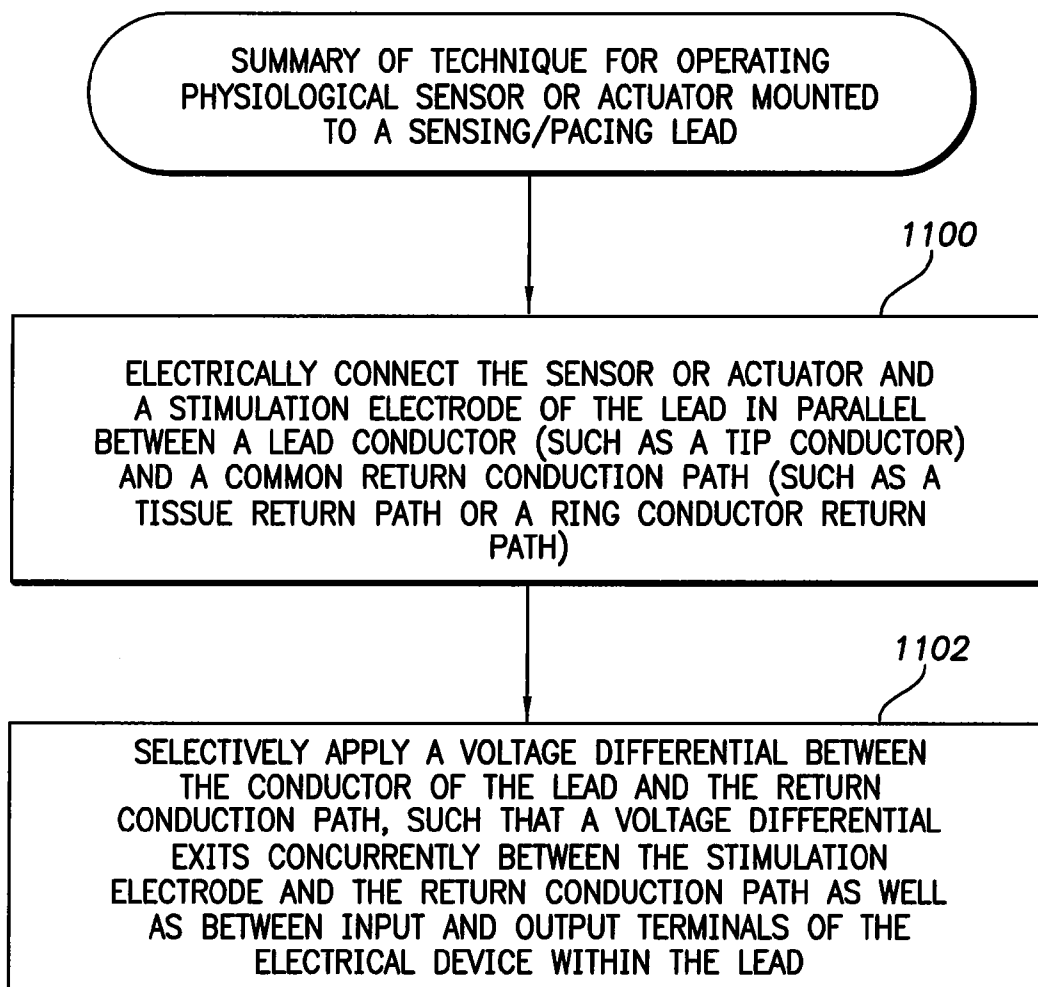 SUMMARY OF TECHNIQUE FOR OPERATING
PHYSIOLOGICAL SENSOR OR ACTUATOR MOUNTED
TO A SENSING/PACING LEAD
1100
ELECTRICALLY CONNECT THE SENSOR OR ACTUATOR AND
A STIMULATION ELECTRODE OF THE LEAD IN PARALLEL
BETWEEN A LEAD CONDUCTOR (SUCH AS A TIP CONDUCTOR)
AND A COMMON RETURN CONDUCTION PATH (SUCH AS A
TISSUE RETURN PATH OR A RING CONDUCTOR RETURN
PATH)
1102
SELECTIVELY APPLY A VOLTAGE DIFFERENTIAL BETWEEN
THE CONDUCTOR OF THE LEAD AND THE RETURN
CONDUCTION PATH, SUCH THAT A VOLTAGE DIFFERENTIAL
EXITS CONCURRENTLY BETWEEN THE STIMULATION
ELECTRODE AND THE RETURN CONDUCTION PATH AS WELL
AS BETWEEN INPUT AND OUTPUT TERMINALS OF THE
ELECTRICAL DEVICE WITHIN THE LEAD